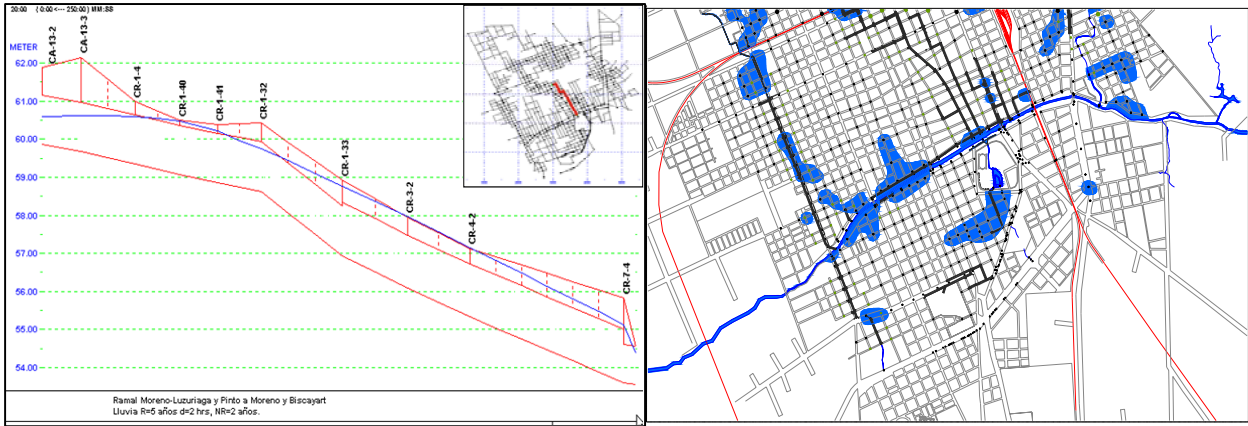 20:00 ( 0:00 <--- 250:00 ) MM:SS
METER
62.00
61.00
60.00
59.00
58.00
57.00
56.00
55.00
54.00
CA-13-2
CA-13-3
CR-1-4
CR-1-40
CR-1-41
CR-1-32
CR-1-33
CR-3-2
CR-4-2
CR-7-4
Ramal Moreno-Luzuriaga y Pinto a Moreno y Biscayart
Lluvia R=5 años d=2 hrs, NR=2 años.